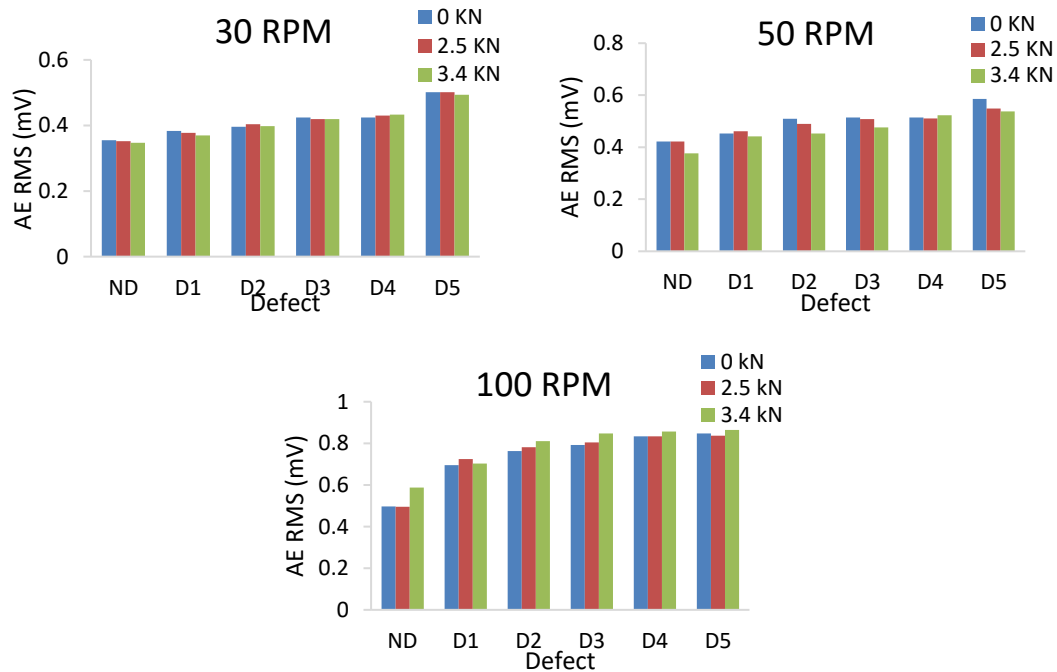 30 RPM
0 KN
2.5 KN
3.4 KN
AE RMS (mV)
0.6
0.4
0.2
0
ND D1 D2 D3 D4 D5
Defect
50 RPM
0 KN
2.5 KN
3.4 KN
AE RMS (mV)
0.8
0.6
0.4
0.2
0
ND D1 D2 D3 D4 D5
Defect
100 RPM
0 kN
2.5 kN
3.4 kN
AE RMS (mV)
1
0.8
0.6
0.4
0.2
0
ND D1 D2 D3 D4 D5
Defect